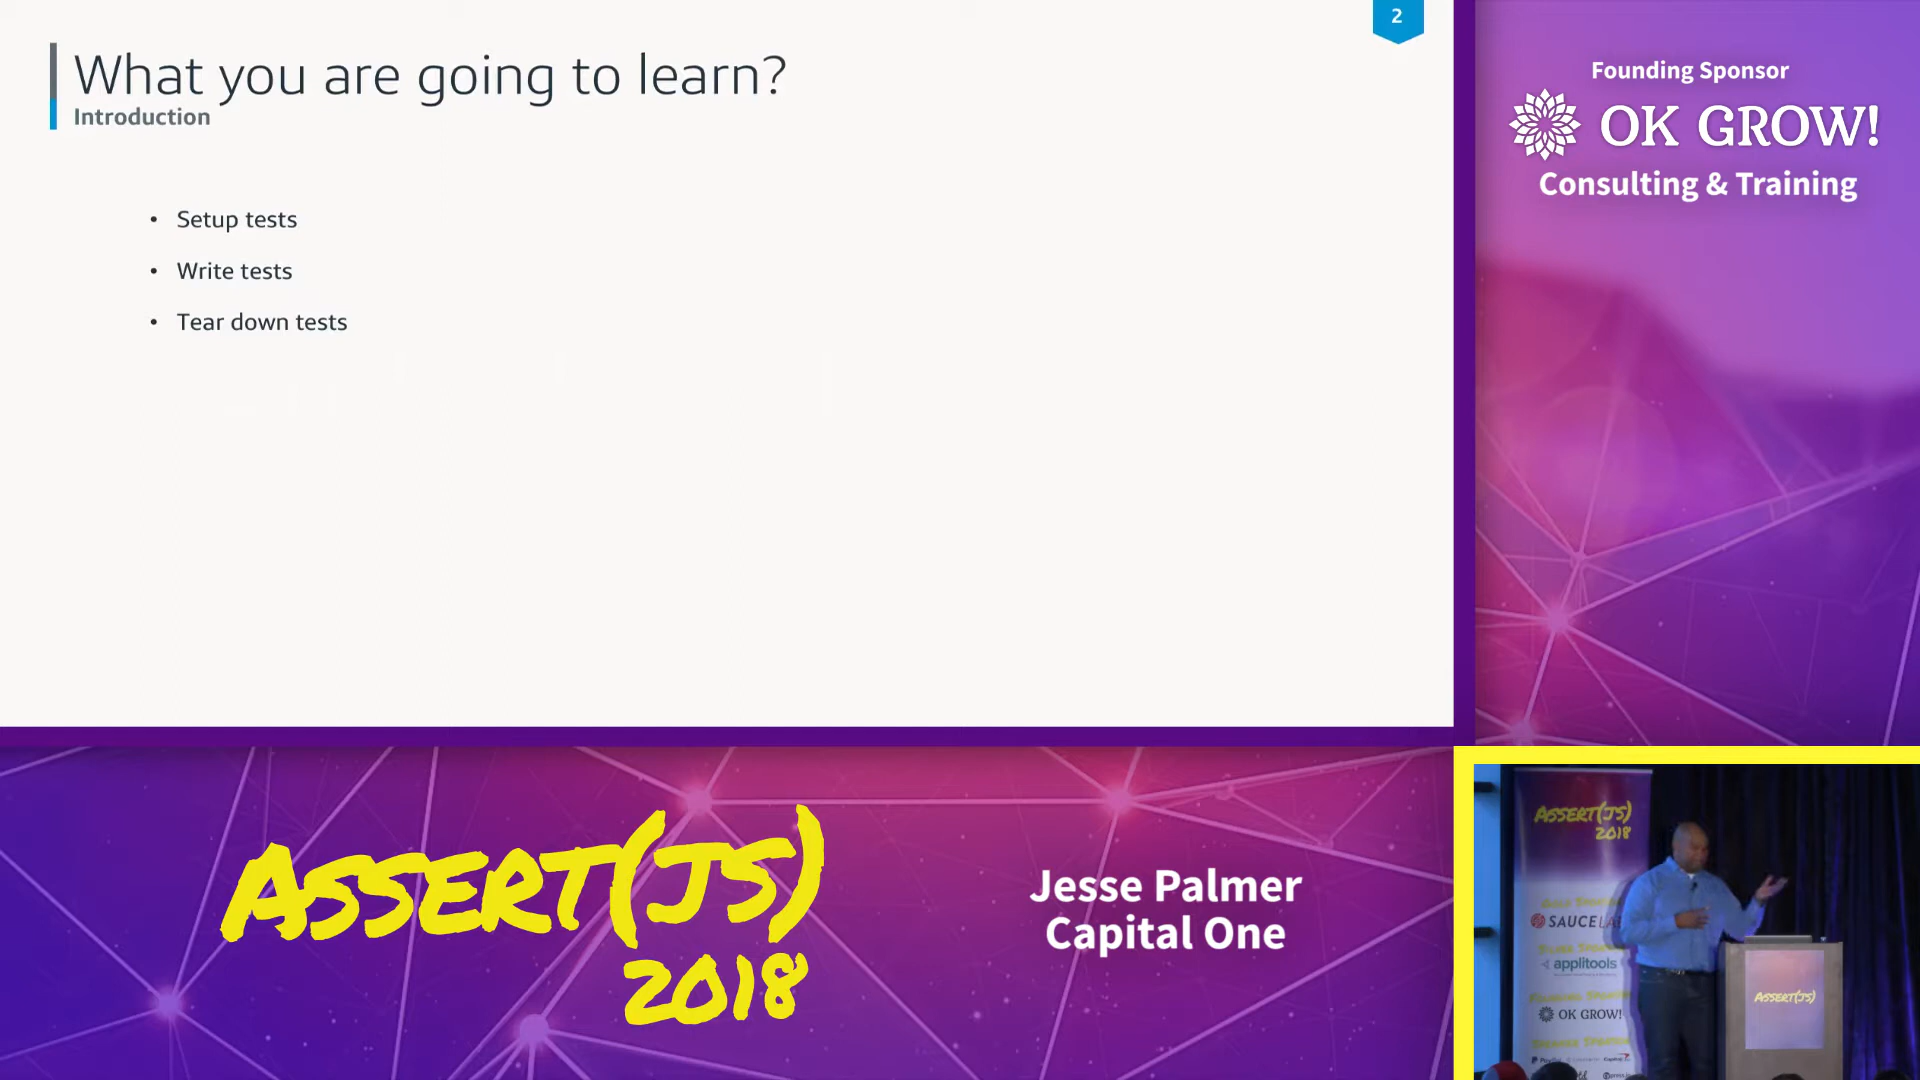 2
What you are going to learn?
Introduction
• Setup tests
• Write tests
• Tear down tests
Founding Sponsor
OK GROW!
Consulting & Training
ASSERT(JS)
2018
Jesse Palmer
Capital One
ASSERT(JS)
2018
SAUCE
applitools
OK GROW!
ASSERT(JS)